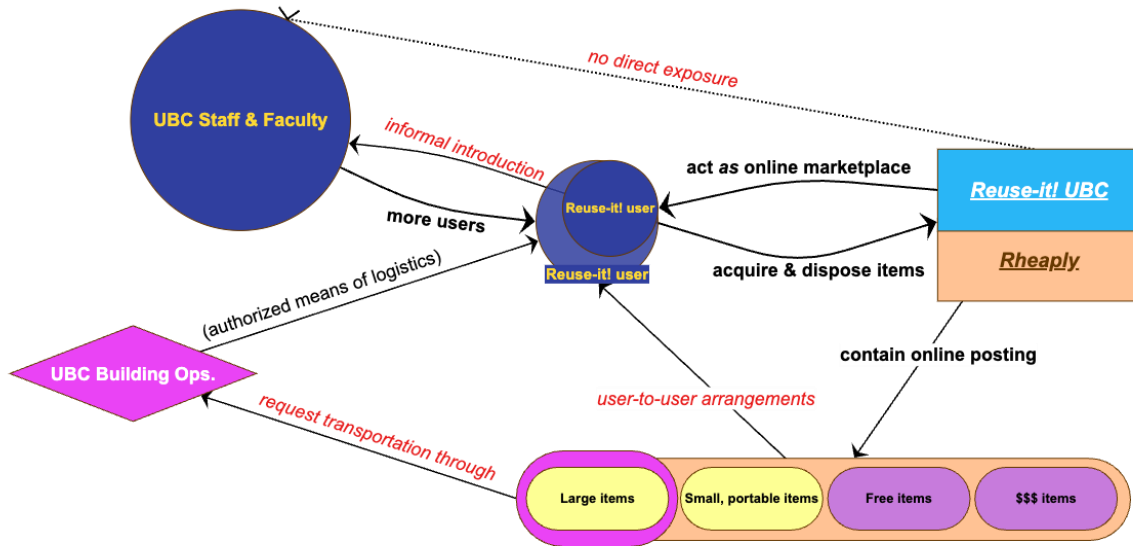 no direct exposure
UBC Staff & Faculty
informal introduction
act as online marketplace
Reuse-it! UBC
Reuse-it! user
more users
Rheaply
acquire & dispose items
Reuse-it! user
(authorized means of logistics)
contain online posting
UBC Building Ops.
user-to-user arrangements
request transportation through
Large items
Small, portable items
Free items
$$$ items